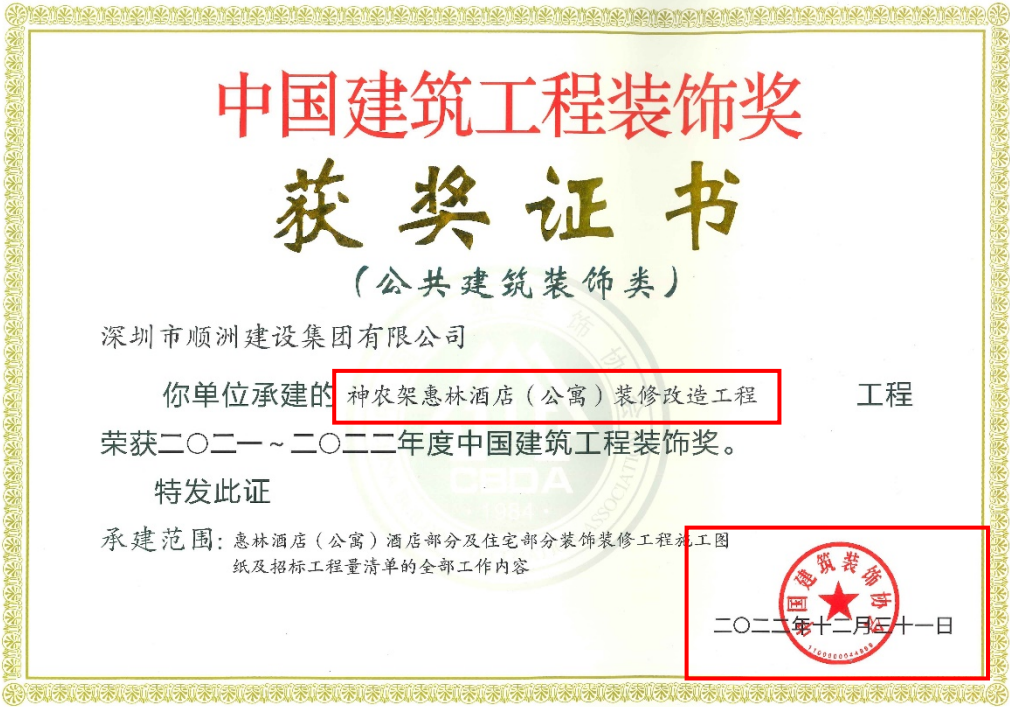 中国建筑工程装饰奖
获奖证书
（公共建筑装饰类）
深圳市顺洲建设集团有限公司
你单位承建的 神农架惠林酒店（公寓）装修改造工程 工程
荣获二〇二一～二〇二二年度中国建筑工程装饰奖。
特发此证
承建范围: 惠林酒店（公寓）酒店部分及住宅部分装饰装修工程施工图
纸及招标工程量清单的全部工作内容
中国建筑装饰协会
二〇二二年十二月三十一日
CBDA
1984
ASSOCIATI
饰协